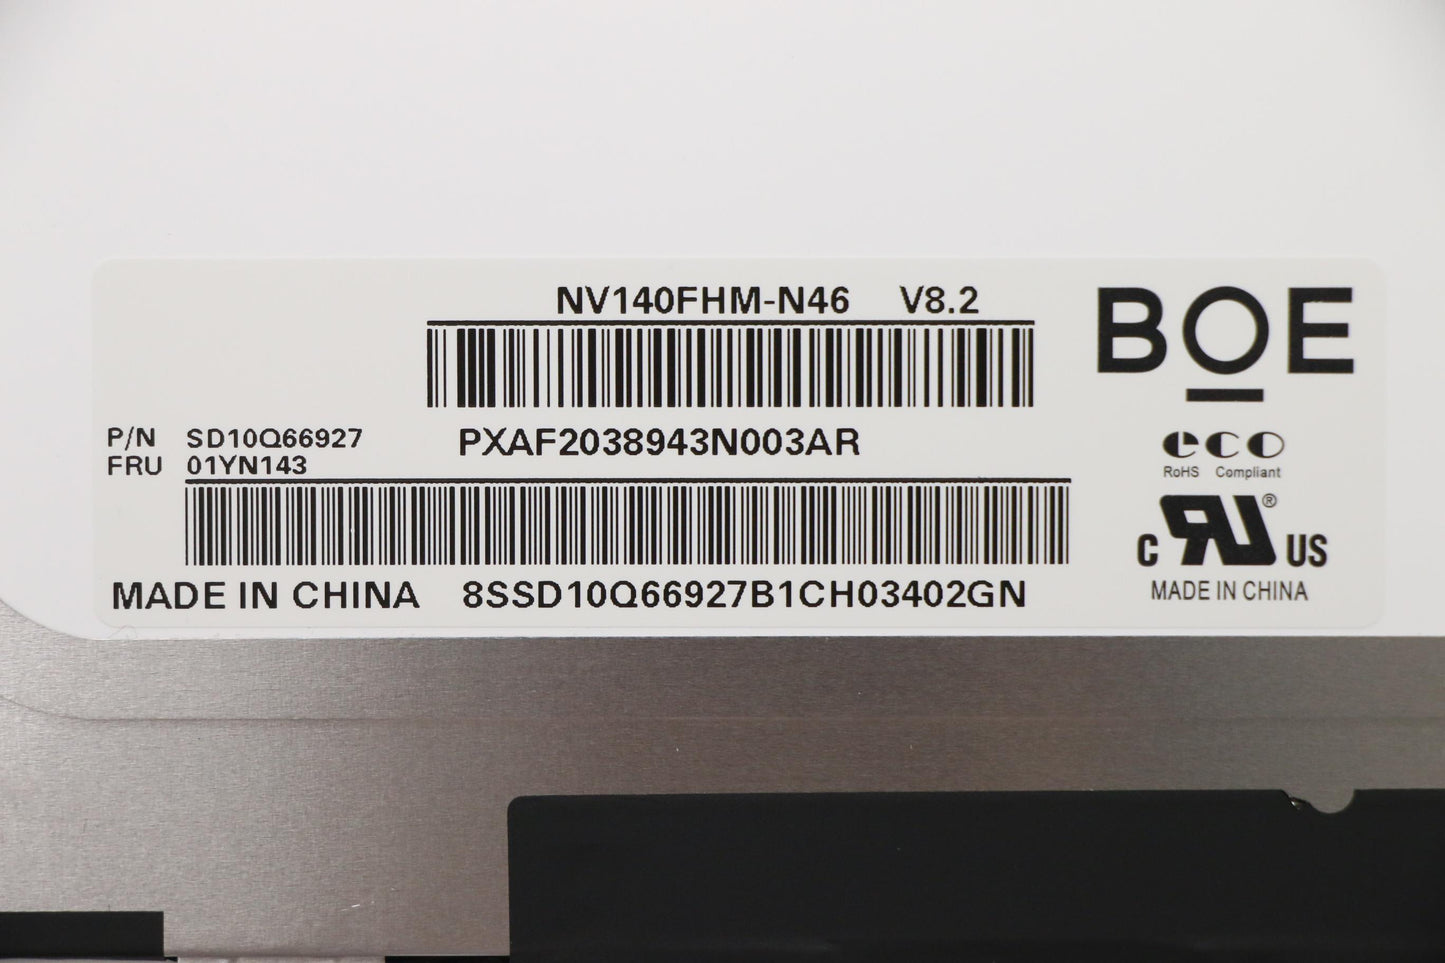 NV140FHM-N46 V8.2
BOE
P/N SD10Q66927
PXAF2038943N003AR
FRU 01YN143
eco
RoHS Compliant
c RU ® US
MADE IN CHINA
MADE IN CHINA 8SSD10Q66927B1CH03402GN